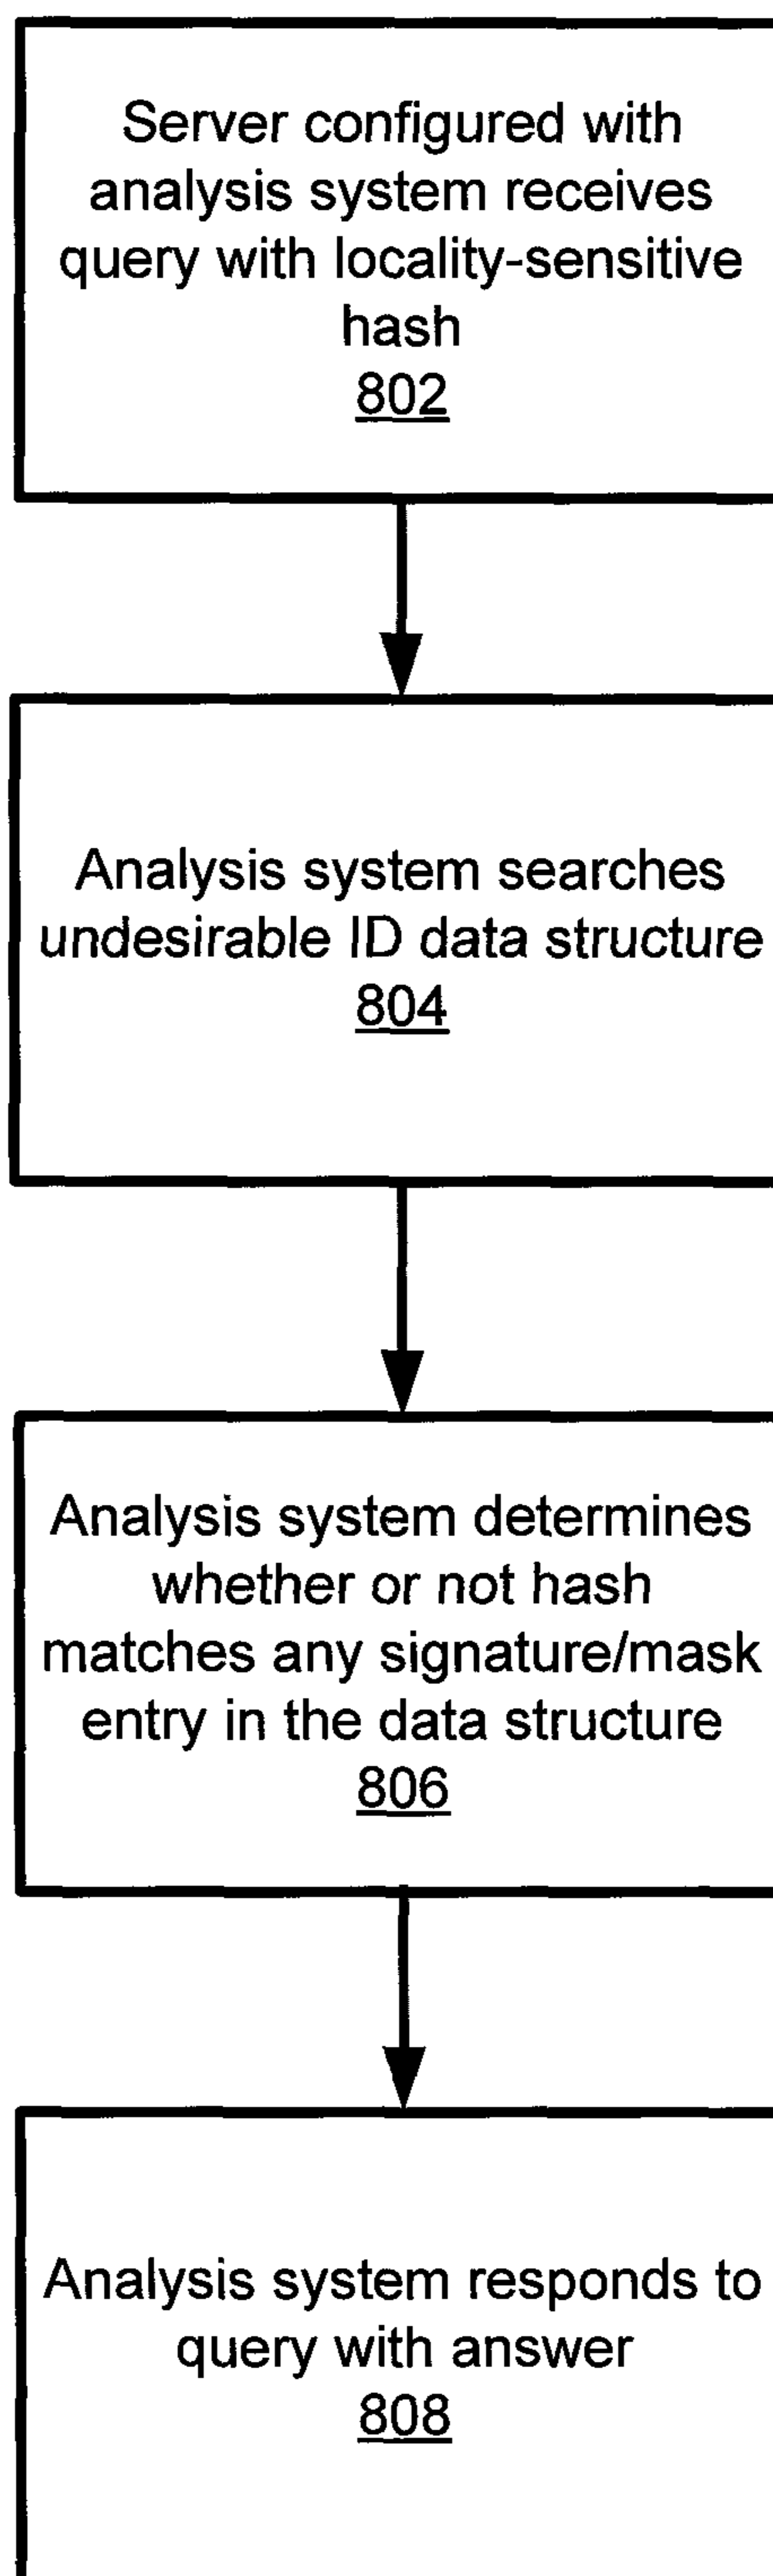 Server configured with
analysis system receives
query with locality-sensitive
hash
802
Analysis system searches
undesirable ID data structure
804
Analysis system determines
whether or not hash
matches any signature/mask
entry in the data structure
806
Analysis system responds to
query with answer
808